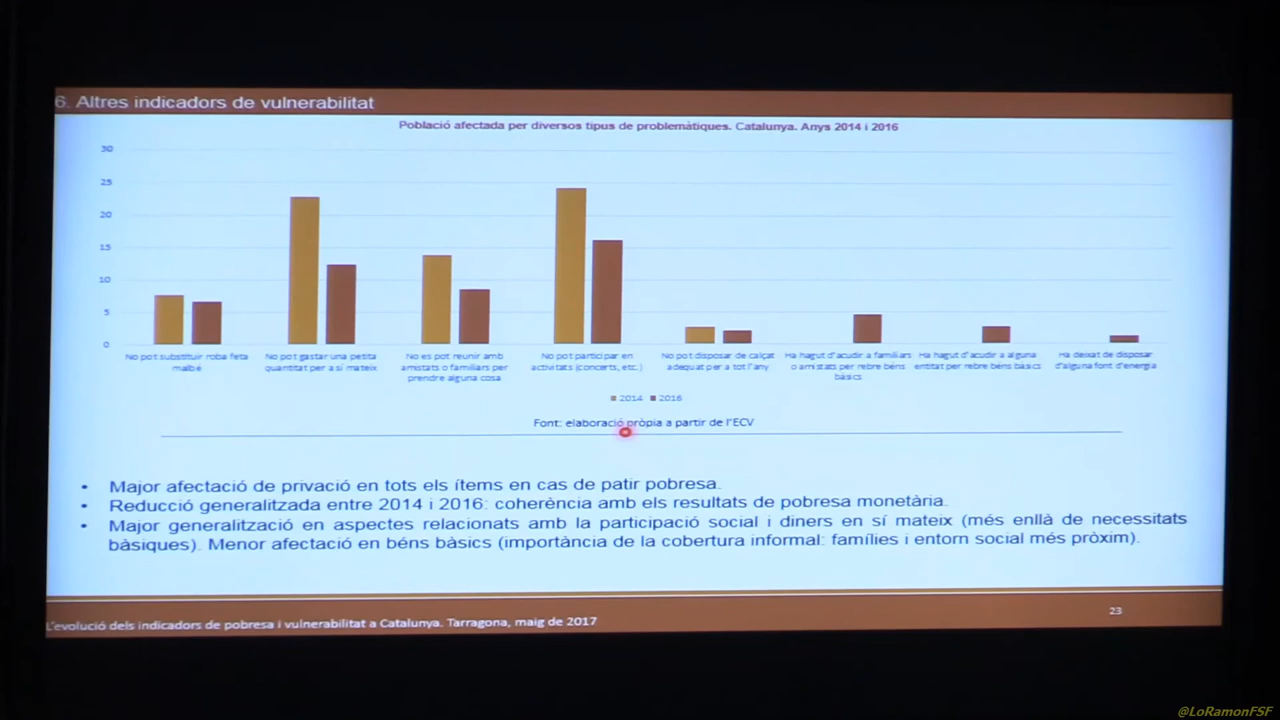 6. Altres indicadors de vulnerabilitat
Població afectada per diversos tipus de problemàtiques. Catalunya. Anys 2014 i 2016
30
25
20
15
10
5
0
No pot substituir roba feta
malbé
No pot gastar una petita
quantitat per a sí mateix
No es pot reunir amb
amistats o familiars per
prendre alguna cosa
No pot participar en
activitats (concerts, etc.)
No pot disposar de calçat
adequat per a tot l'any
Ha hagut d'acudir a familiars
o amistats per rebre béns
bàsics
Ha hagut d'acudir a alguna
entitat per rebre béns bàsics
Ha deixat de disposar
d'alguna font d'energia
2014 2016
Font: elaboració pròpia a partir de l'ECV
• Major afectació de privació en tots els ítems en cas de patir pobresa.
• Reducció generalitzada entre 2014 i 2016: coherència amb els resultats de pobresa monetària.
• Major generalització en aspectes relacionats amb la participació social i diners en sí mateix (més enllà de necessitats
bàsiques). Menor afectació en béns bàsics (importància de la cobertura informal: famílies i entorn social més pròxim).
L'evolució dels indicadors de pobresa i vulnerabilitat a Catalunya. Tarragona, maig de 2017
23
@LoRamonFSF